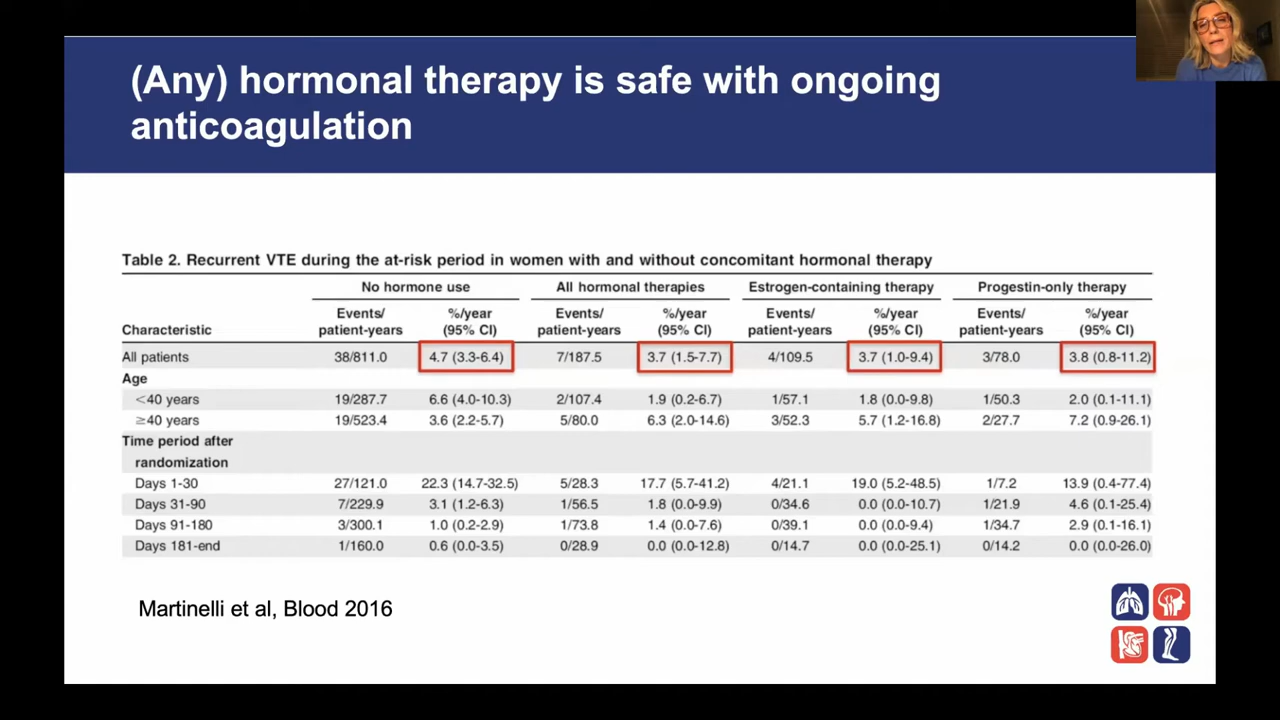 (Any) hormonal therapy is safe with ongoing
anticoagulation
Table 2. Recurrent VTE during the at-risk period in women with and without concomitant hormonal therapy
No hormone use All hormonal therapies Estrogen-containing therapy Progestin-only therapy
Events/ %/year Events/ %/year Events/ %/year Events/ %/year
Characteristic patient-years (95% CI) patient-years (95% CI) patient-years (95% CI) patient-years (95% CI)
All patients 38/811.0 4.7 (3.3-6.4) 7/187.5 3.7 (1.5-7.7) 4/109.5 3.7 (1.0-9.4) 3/78.0 3.8 (0.8-11.2)
Age
<40 years 19/287.7 6.6 (4.0-10.3) 2/107.4 1.9 (0.2-6.7) 1/57.1 1.8 (0.0-9.8) 1/50.3 2.0 (0.1-11.1)
≥40 years 19/523.4 3.6 (2.2-5.7) 5/80.0 6.3 (2.0-14.6) 3/52.3 5.7 (1.2-16.8) 2/27.7 7.2 (0.9-26.1)
Time period after
randomization
Days 1-30 27/121.0 22.3 (14.7-32.5) 5/28.3 17.7 (5.7-41.2) 4/21.1 19.0 (5.2-48.5) 1/7.2 13.9 (0.4-77.4)
Days 31-90 7/229.9 3.1 (1.2-6.3) 1/56.5 1.8 (0.0-9.9) 0/34.6 0.0 (0.0-10.7) 1/21.9 4.6 (0.1-25.4)
Days 91-180 3/300.1 1.0 (0.2-2.9) 1/73.8 1.4 (0.0-7.6) 0/39.1 0.0 (0.0-9.4) 1/34.7 2.9 (0.1-16.1)
Days 181-end 1/160.0 0.6 (0.0-3.5) 0/28.9 0.0 (0.0-12.8) 0/14.7 0.0 (0.0-25.1) 0/14.2 0.0 (0.0-26.0)
Martinelli et al, Blood 2016